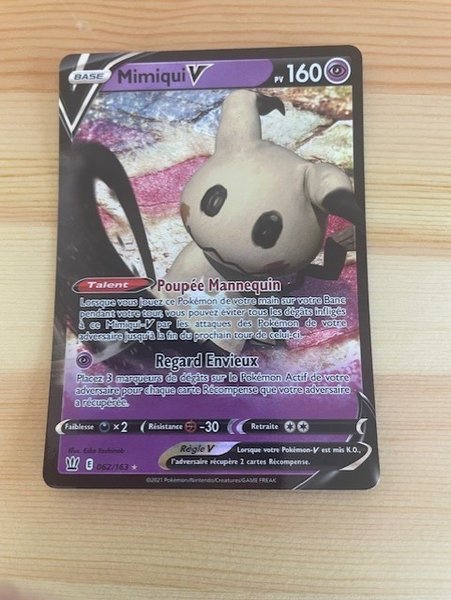 BASE Mimiqui V PV 160
Talent Poupée Mannequin
Lorsque vous jouez ce Pokémon de votre main sur votre Banc
pendant votre tour, vous pouvez éviter tous les dégâts infligés
à ce Mimiqui-V par les attaques des Pokémon de votre
adversaire jusqu'à la fin du prochain tour de celui-ci.
Regard Envieux
Placez 3 marqueurs de dégâts sur le Pokémon Actif de votre
adversaire pour chaque carte Récompense que votre adversaire
a récupérée.
Faiblesse ×2 Résistance -30 Retraite
Illus. Eske Yoshinob
Règle V Lorsque votre Pokémon-V est mis K.O.,
l'adversaire récupère 2 cartes Récompense.
E 062/163
©2021 Pokémon/Nintendo/Creatures/GAME FREAK